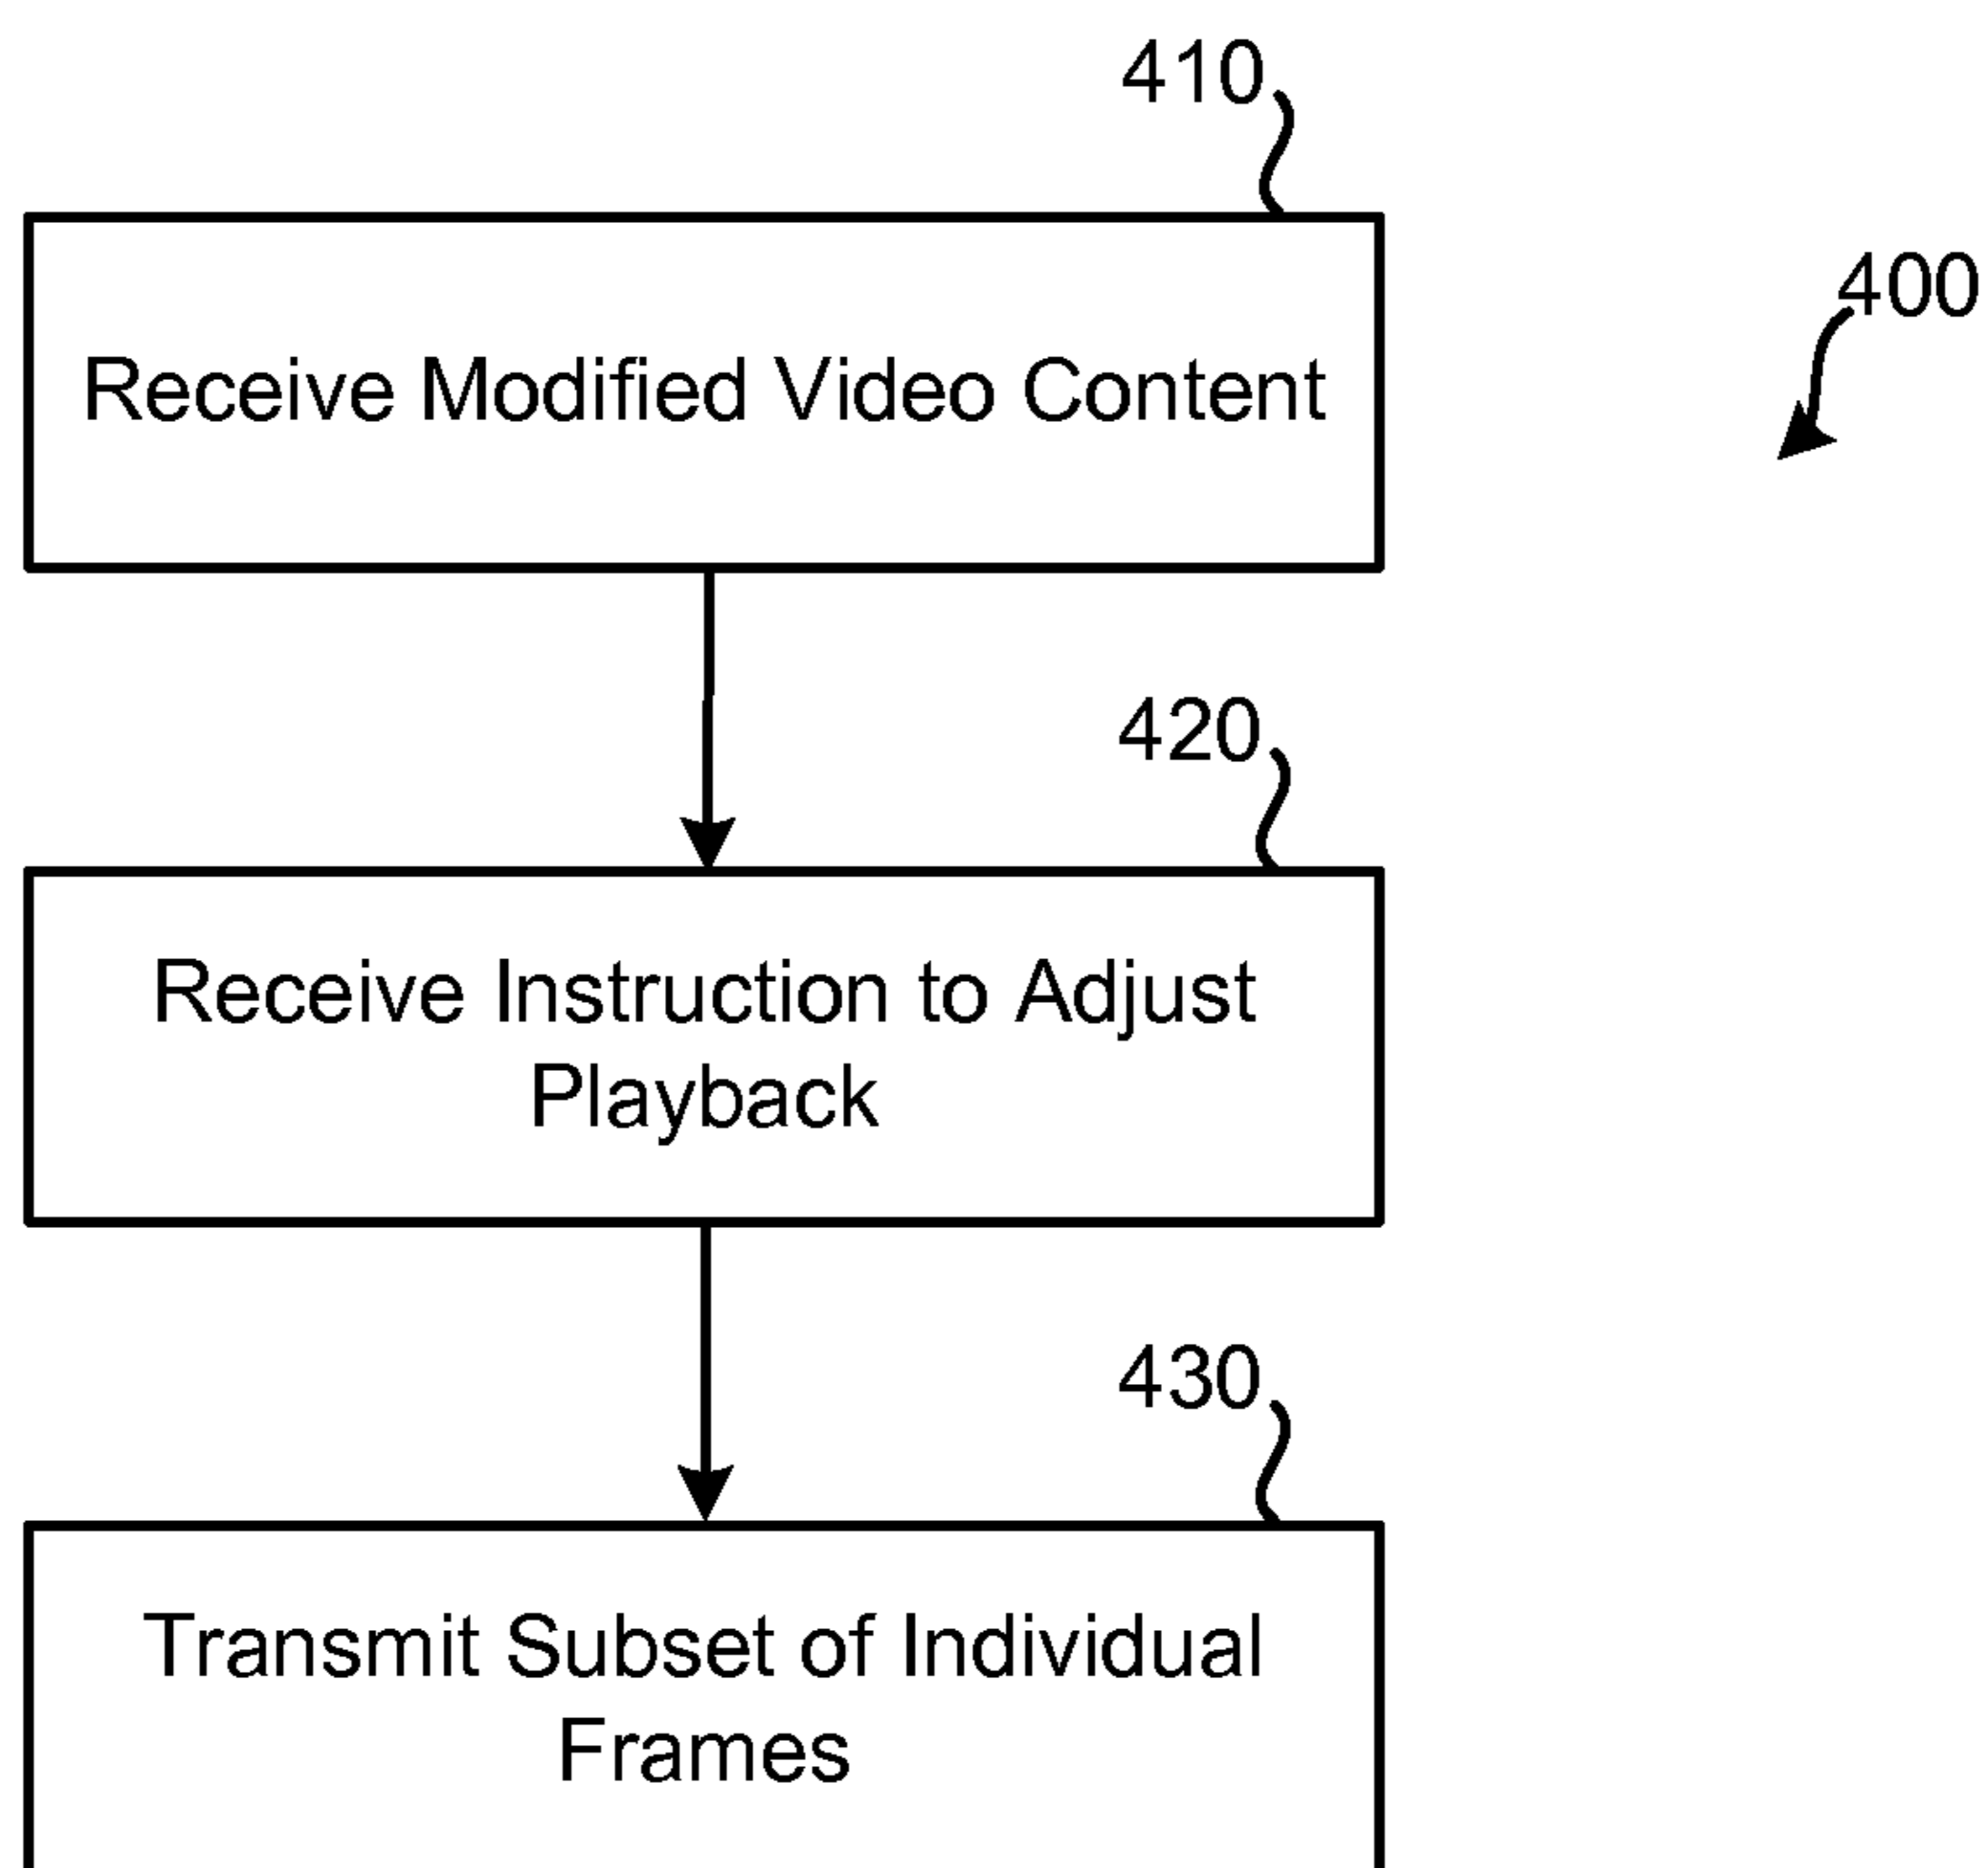 410
400
Receive Modified Video Content
420
Receive Instruction to Adjust
Playback
430
Transmit Subset of Individual
Frames